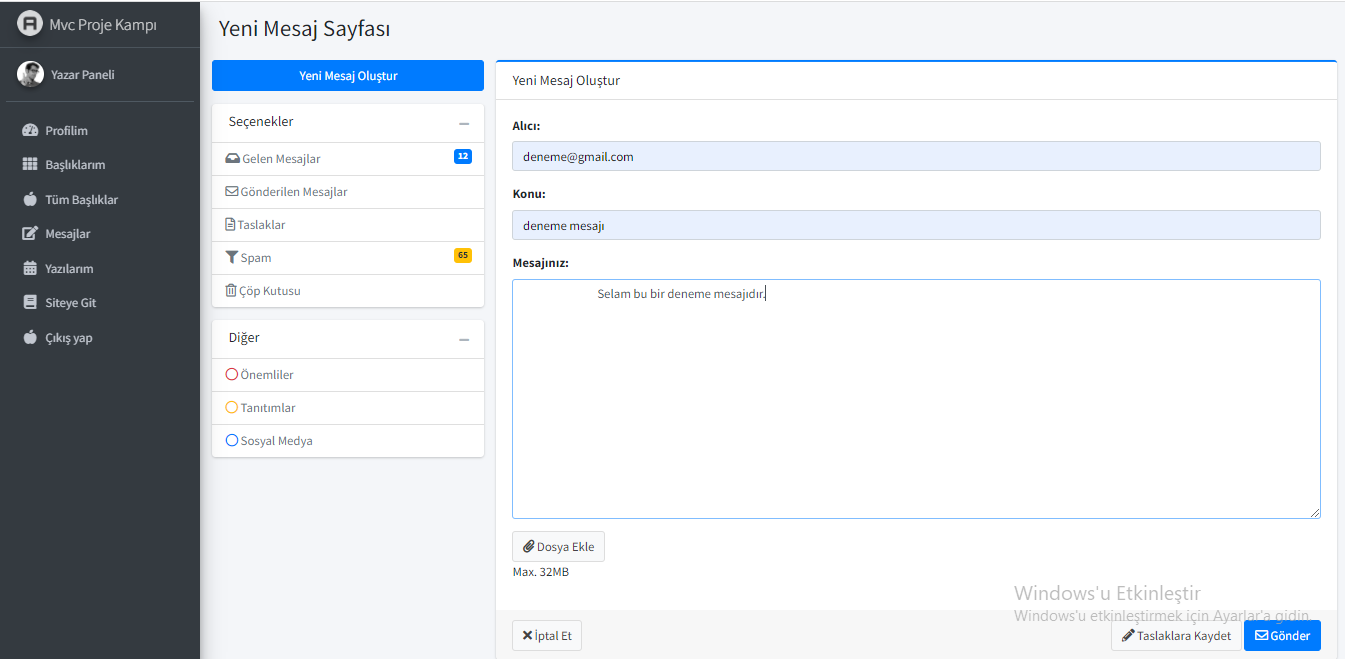 Mvc Proje Kampı
Yazar Paneli
Profilim
Başlıklarım
Tüm Başlıklar
Mesajlar
Yazılarım
Siteye Git
Çıkış yap
Yeni Mesaj Sayfası
Yeni Mesaj Oluştur
Seçenekler
Gelen Mesajlar 12
Gönderilen Mesajlar
Taslaklar
Spam 65
Çöp Kutusu
Diğer
Önemliler
Tanıtımlar
Sosyal Medya
Yeni Mesaj Oluştur
Alıcı:
deneme@gmail.com
Konu:
deneme mesajı
Mesajınız:
Selam bu bir deneme mesajıdır.
Dosya Ekle
Max. 32MB
Windows'u Etkinleştir
Windows'u etkinleştirmek için Ayarlar'a gidin.
İptal Et
Taslaklara Kaydet
Gönder